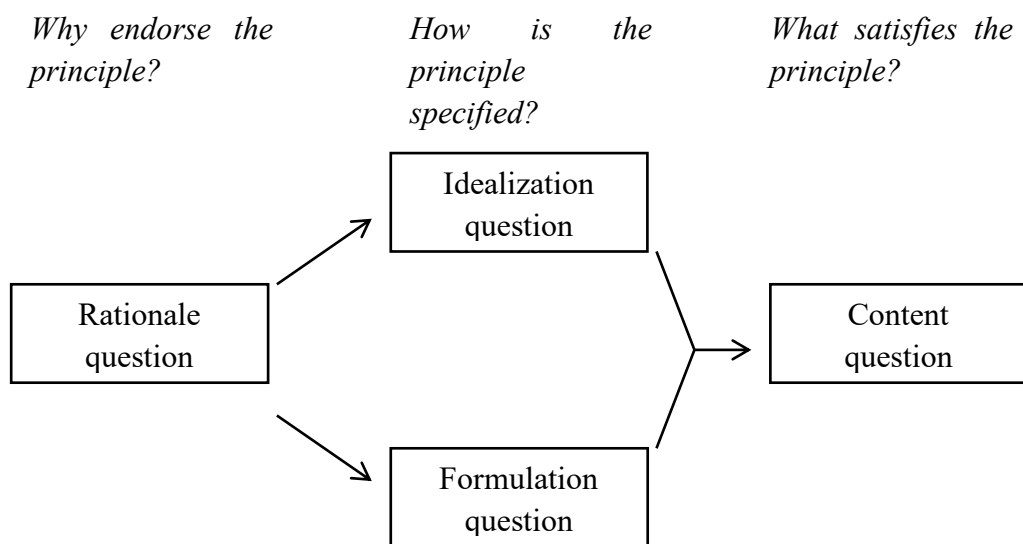 Why endorse the
principle?
How is the
principle
specified?
What satisfies the
principle?
Idealization
question
Rationale
question
Content
question
Formulation
question